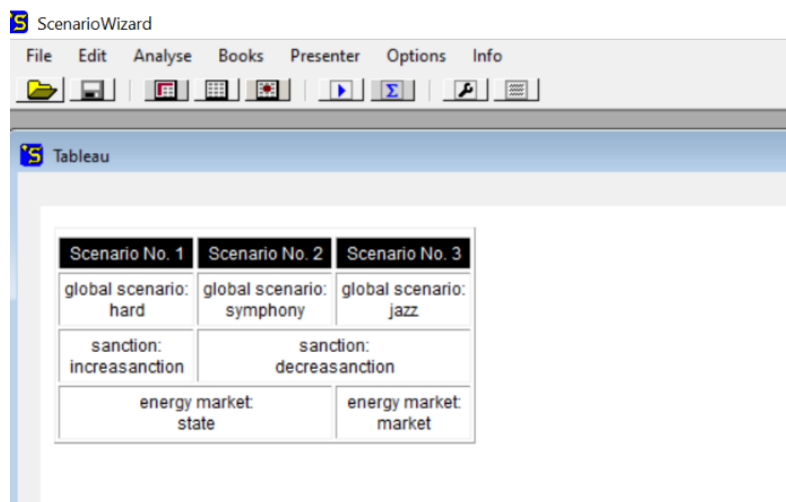 ScenarioWizard
File Edit Analyse Books Presenter Options Info
Tableau
Scenario No. 1 Scenario No. 2 Scenario No. 3
global scenario: global scenario: global scenario:
hard symphony jazz
sanction: sanction:
increasanction decreasanction
energy market: energy market:
state market